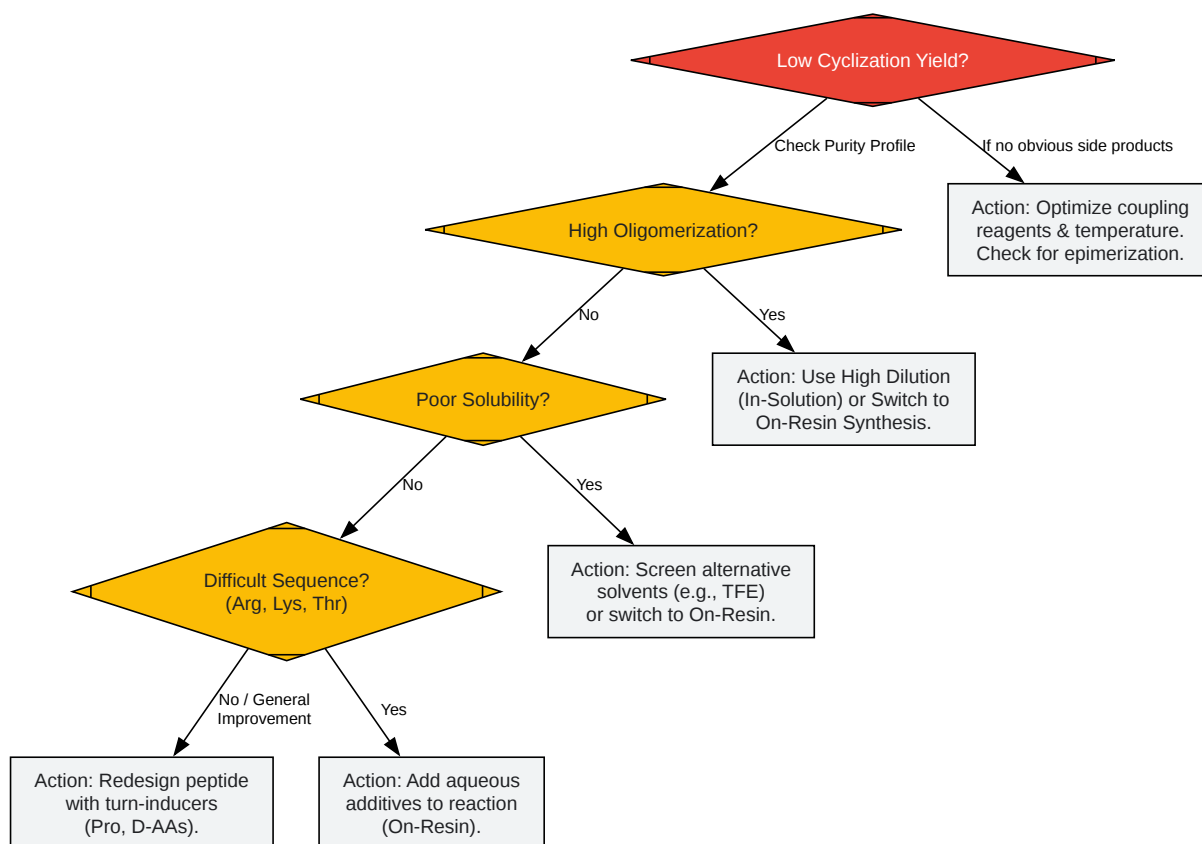 Low Cyclization Yield?
Check Purity Profile
If no obvious side products
High Oligomerization?
Action: Optimize coupling
reagents & temperature.
Check for epimerization.
No
Yes
Poor Solubility?
Action: Use High Dilution
(In-Solution) or Switch to
On-Resin Synthesis.
No
Yes
Difficult Sequence?
(Arg, Lys, Thr)
Action: Screen alternative
solvents (e.g., TFE)
or switch to On-Resin.
No / General
Improvement
Yes
Action: Redesign peptide
with turn-inducers
(Pro, D-AAs).
Action: Add aqueous
additives to reaction
(On-Resin).